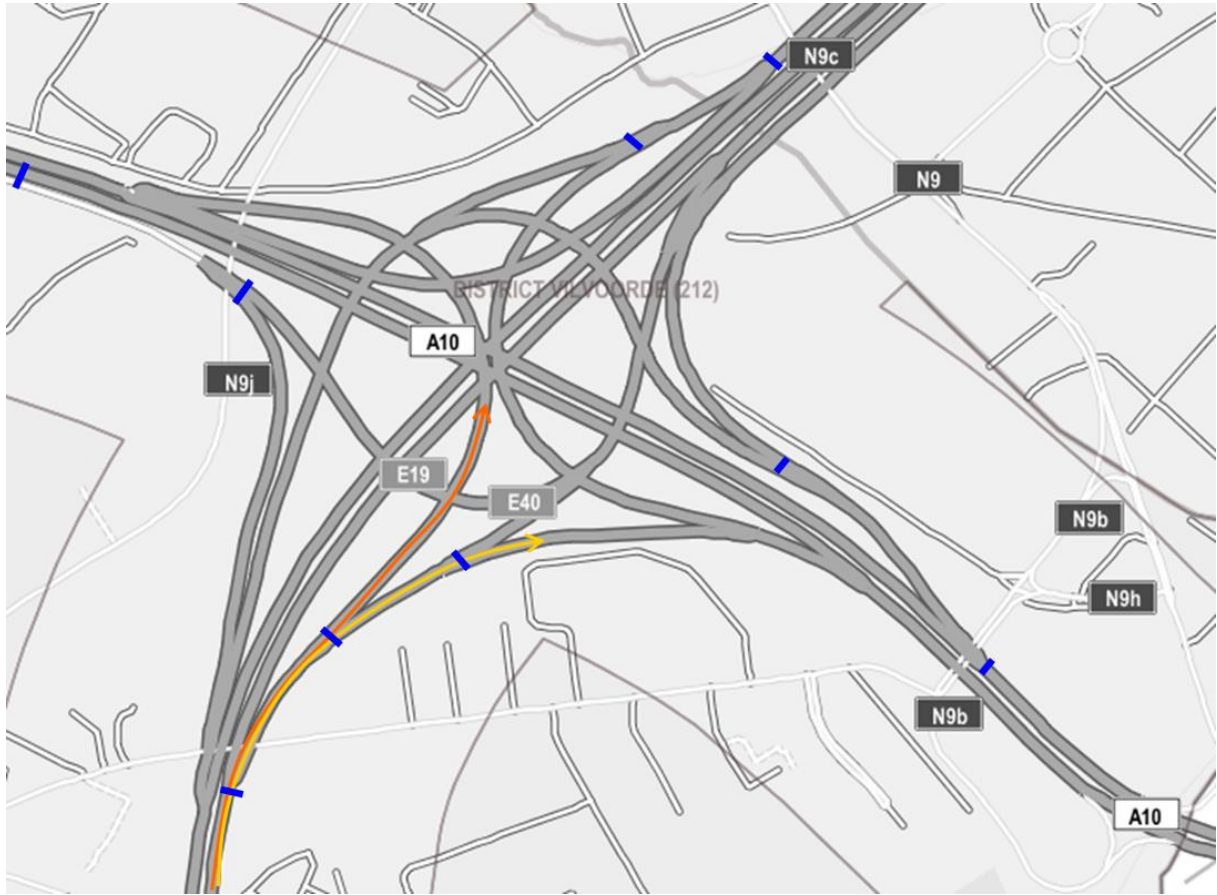 N9c
N9
DISTRICT VILVOORDE (212)
A10
N9j
E19
E40
N9b
N9h
N9b
A10